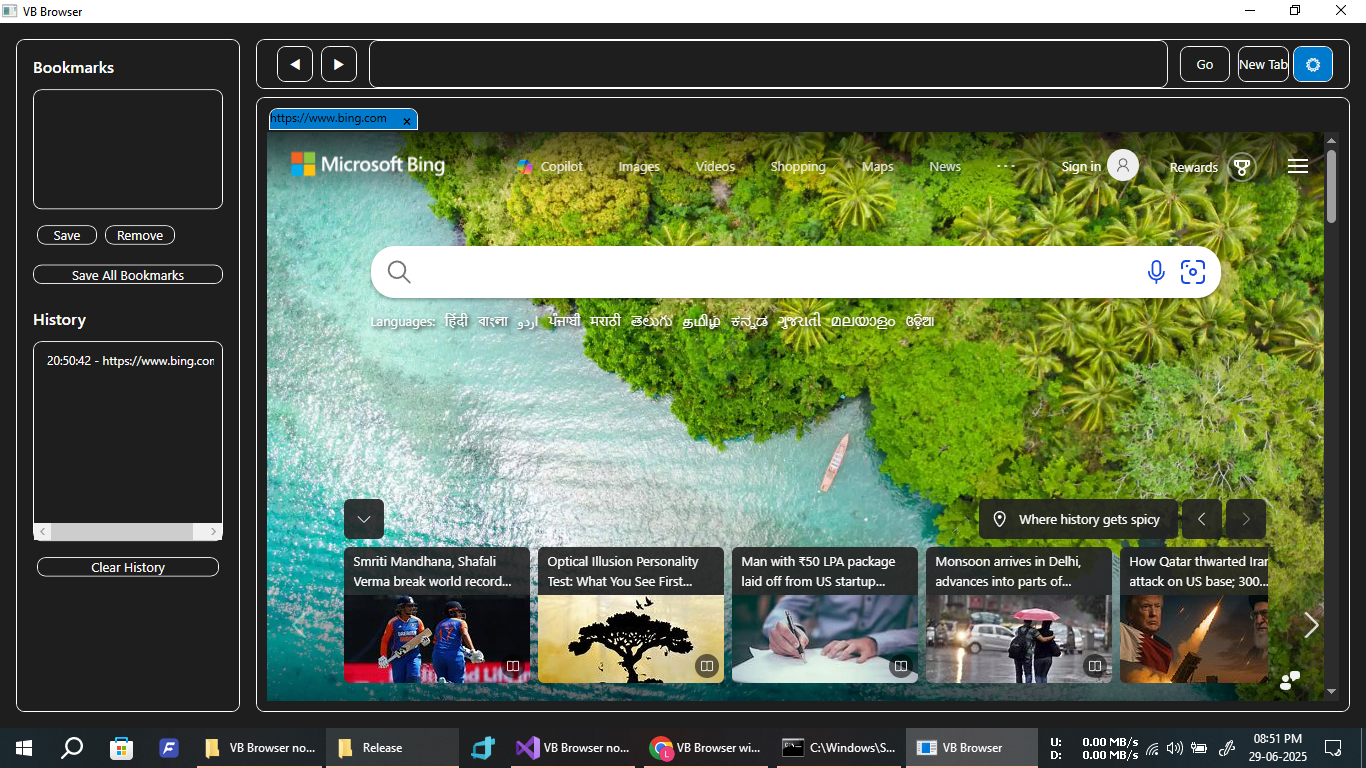 VB Browser
Bookmarks
Go
New Tab
https://www.bing.com
Microsoft Bing
Copilot
Images
Videos
Shopping
Maps
News
Sign in
Rewards
Save
Remove
Save All Bookmarks
Languages: हिंदी বাংলা اردو ਪੰਜਾਬੀ मराठी తెలుగు தமிழ் ಕನ್ನಡ ગુજરાતી മലയാളം ଓଡ଼ିଆ
History
20:50:42 - https://www.bing.com
Clear History
Where history gets spicy
Smriti Mandhana, Shafali
Verma break world record...
Optical Illusion Personality
Test: What You See First...
Man with ₹50 LPA package
laid off from US startup...
Monsoon arrives in Delhi,
advances into parts of...
How Qatar thwarted Iran
attack on US base; 300...
VB Browser no...
Release
VB Browser no...
VB Browser wi...
C:\Windows\S...
VB Browser
U: 0.00 MB/s
D: 0.00 MB/s
08:51 PM
29-06-2025